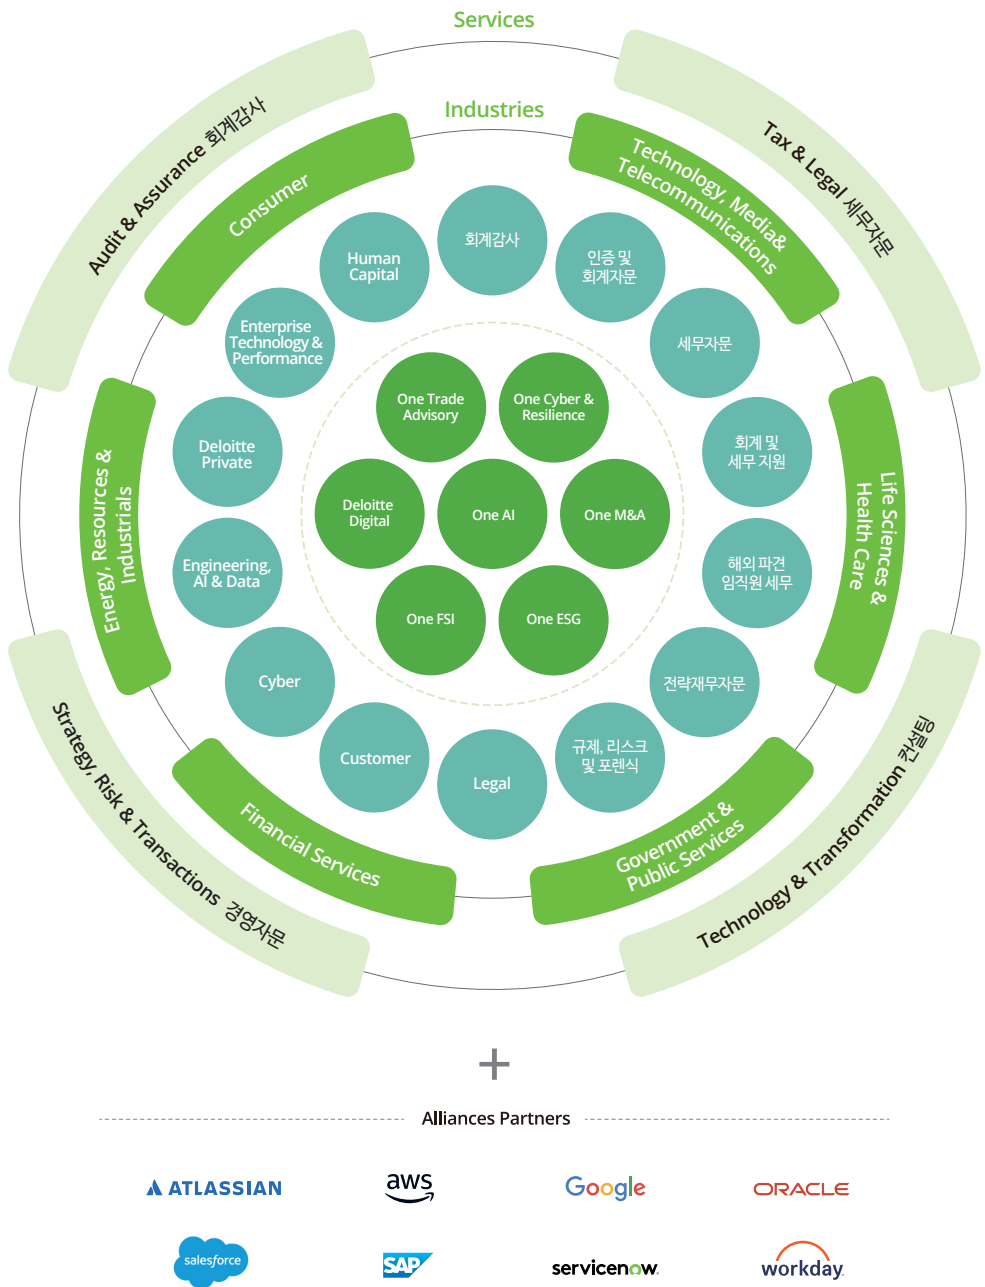 Services
Audit & Assurance 회계감사
Tax & Legal 세무자문
Strategy, Risk & Transactions 경영자문
Technology & Transformation 컨설팅
Industries
Consumer
Technology, Media&
Telecommunications
Energy, Resources &
Industrials
Life Sciences &
Health Care
Financial Services
Government &
Public Services
회계감사
인증 및
회계자문
세무자문
회계 및
세무 지원
해외 파견
임직원 세무
전략재무자문
규제, 리스크
및 포렌식
Legal
Customer
Cyber
Engineering,
AI & Data
Deloitte
Private
Enterprise
Technology &
Performance
Human
Capital
One Trade
Advisory
One Cyber &
Resilience
Deloitte
Digital
One AI
One M&A
One FSI
One ESG
+
Alliances Partners
ATLASSIAN
aws
Google
ORACLE
salesforce
SAP
servicenow
workday